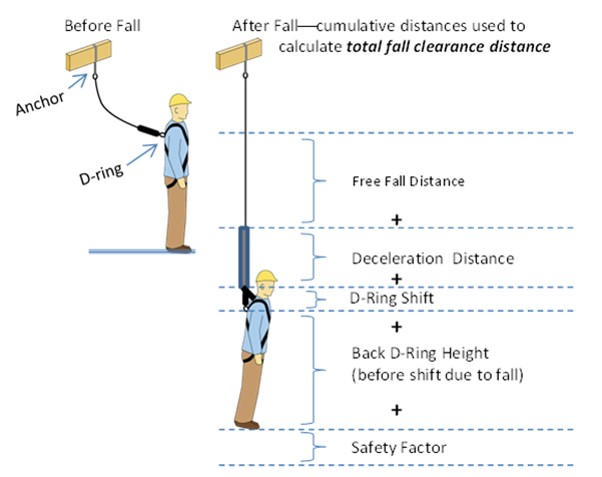 Before Fall
After Fall—cumulative distances used to
calculate total fall clearance distance
Anchor
D-ring
Free Fall Distance
+
Deceleration Distance
+
D-Ring Shift
+
Back D-Ring Height
(before shift due to fall)
+
Safety Factor